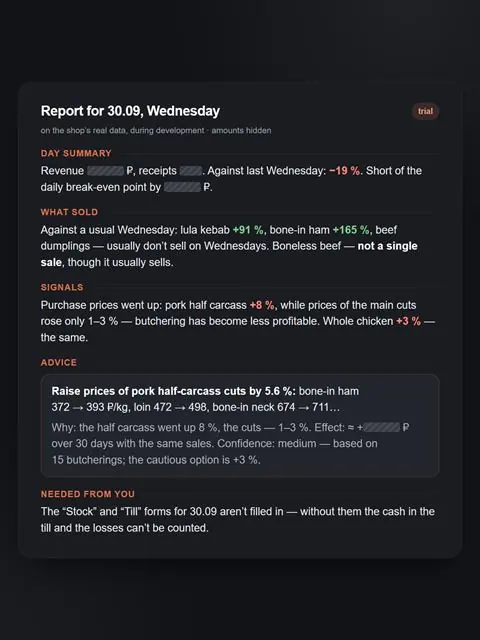 Report for 30.09, Wednesday
trial
on the shop's real data, during development · amounts hidden
DAY SUMMARY
Revenue ₽, receipts . Against last Wednesday: −19 %. Short of the
daily break-even point by ₽.
WHAT SOLD
Against a usual Wednesday: lula kebab +91 %, bone-in ham +165 %, beef
dumplings — usually don't sell on Wednesdays. Boneless beef — not a single
sale, though it usually sells.
SIGNALS
Purchase prices went up: pork half carcass +8 %, while prices of the main cuts
rose only 1–3 % — butchering has become less profitable. Whole chicken +3 % —
the same.
ADVICE
Raise prices of pork half-carcass cuts by 5.6 %: bone-in ham
372 → 393 ₽/kg, loin 472 → 498, bone-in neck 674 → 711…
Why: the half carcass went up 8 %, the cuts — 1–3 %. Effect: ≈ + ₽
over 30 days with the same sales. Confidence: medium — based on
15 butcherings; the cautious option is +3 %.
NEEDED FROM YOU
The “Stock” and “Till” forms for 30.09 aren't filled in — without them the cash in the
till and the losses can't be counted.